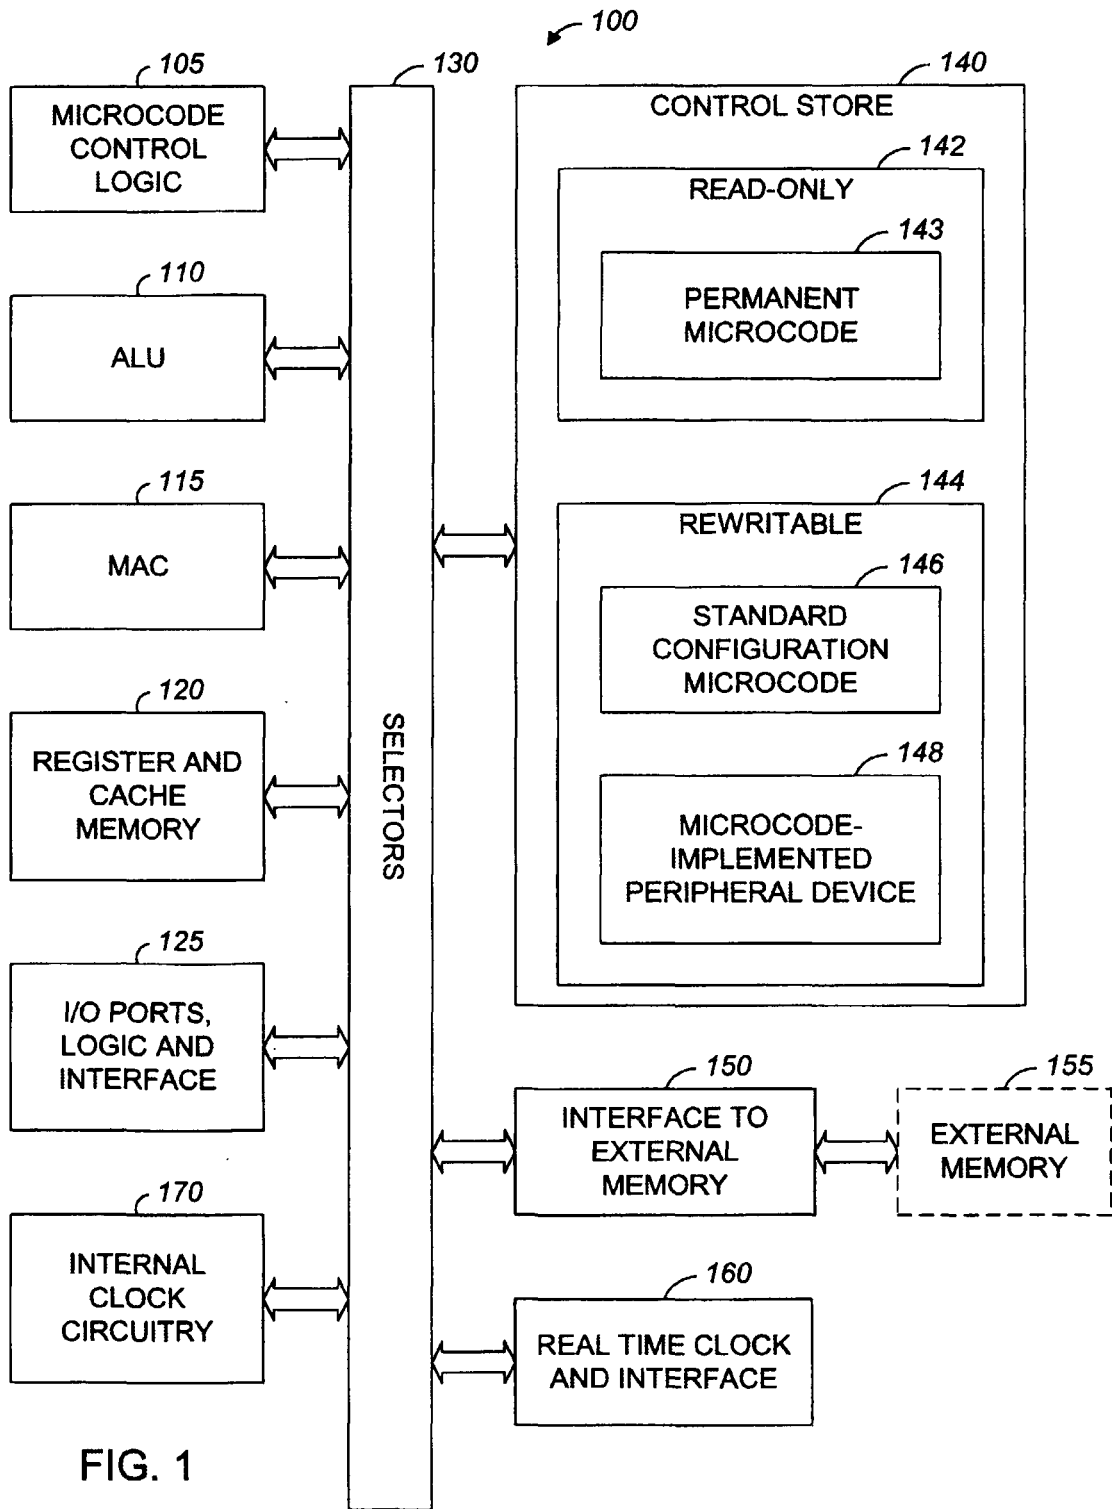 100
105
MICROCODE
CONTROL
LOGIC
110
ALU
115
MAC
120
REGISTER AND
CACHE
MEMORY
125
I/O PORTS,
LOGIC AND
INTERFACE
170
INTERNAL
CLOCK
CIRCUITRY
130
SELECTORS
140
CONTROL STORE
142
READ-ONLY
143
PERMANENT
MICROCODE
144
REWRITABLE
146
STANDARD
CONFIGURATION
MICROCODE
148
MICROCODE-
IMPLEMENTED
PERIPHERAL DEVICE
150
INTERFACE TO
EXTERNAL
MEMORY
155
EXTERNAL
MEMORY
160
REAL TIME CLOCK
AND INTERFACE
FIG. 1